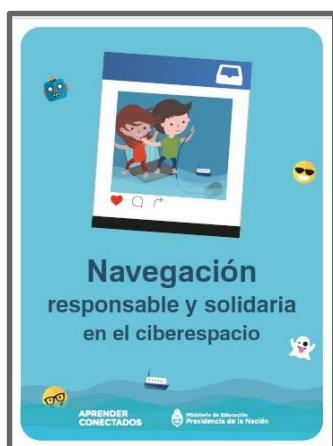 Navegación
responsable y solidaria
en el ciberespacio
APRENDER
CONECTADOS
Ministerio de Educación
Presidencia de la Nación